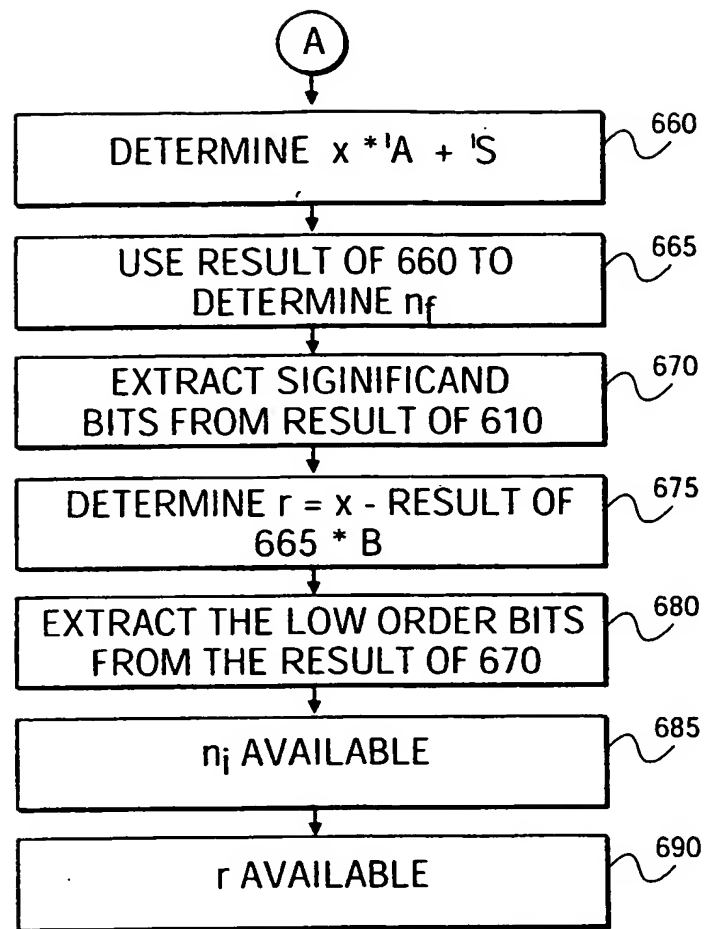 A
DETERMINE x *'A + 'S
660
USE RESULT OF 660 TO
DETERMINE nf
665
EXTRACT SIGINIFICAND
BITS FROM RESULT OF 610
670
DETERMINE r = x - RESULT OF
665 * B
675
EXTRACT THE LOW ORDER BITS
FROM THE RESULT OF 670
680
ni AVAILABLE
685
r AVAILABLE
690